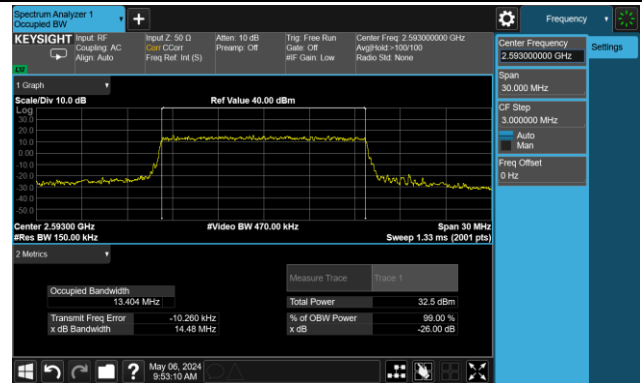 Spectrum Analyzer 1
Occupied BW
Frequency
KEYSIGHT
Input: RF
Coupling: AC
Align: Auto
Input Z: 50 Ω
Corr CCorr
Freq Ref: Int (S)
Atten: 10 dB
Preamp: Off
Trig: Free Run
Gate: Off
#IF Gain: Low
Center Freq: 2.593000000 GHz
Avg|Hold:>100/100
Radio Std: None
Center Frequency
2.593000000 GHz
Settings
Span
30.000 MHz
CF Step
3.000000 MHz
Auto
Man
Freq Offset
0 Hz
1 Graph
Scale/Div 10.0 dB
Ref Value 40.00 dBm
Log
30.0
20.0
10.0
0.00
-10.0
-20.0
-30.0
-40.0
-50.0
Center 2.59300 GHz
#Video BW 470.00 kHz
Span 30 MHz
#Res BW 150.00 kHz
Sweep 1.33 ms (2001 pts)
2 Metrics
Measure Trace
Trace 1
Occupied Bandwidth
13.404 MHz
Total Power
32.5 dBm
Transmit Freq Error
-10.260 kHz
% of OBW Power
99.00 %
x dB Bandwidth
14.48 MHz
x dB
-26.00 dB
May 06, 2024
9:53:10 AM